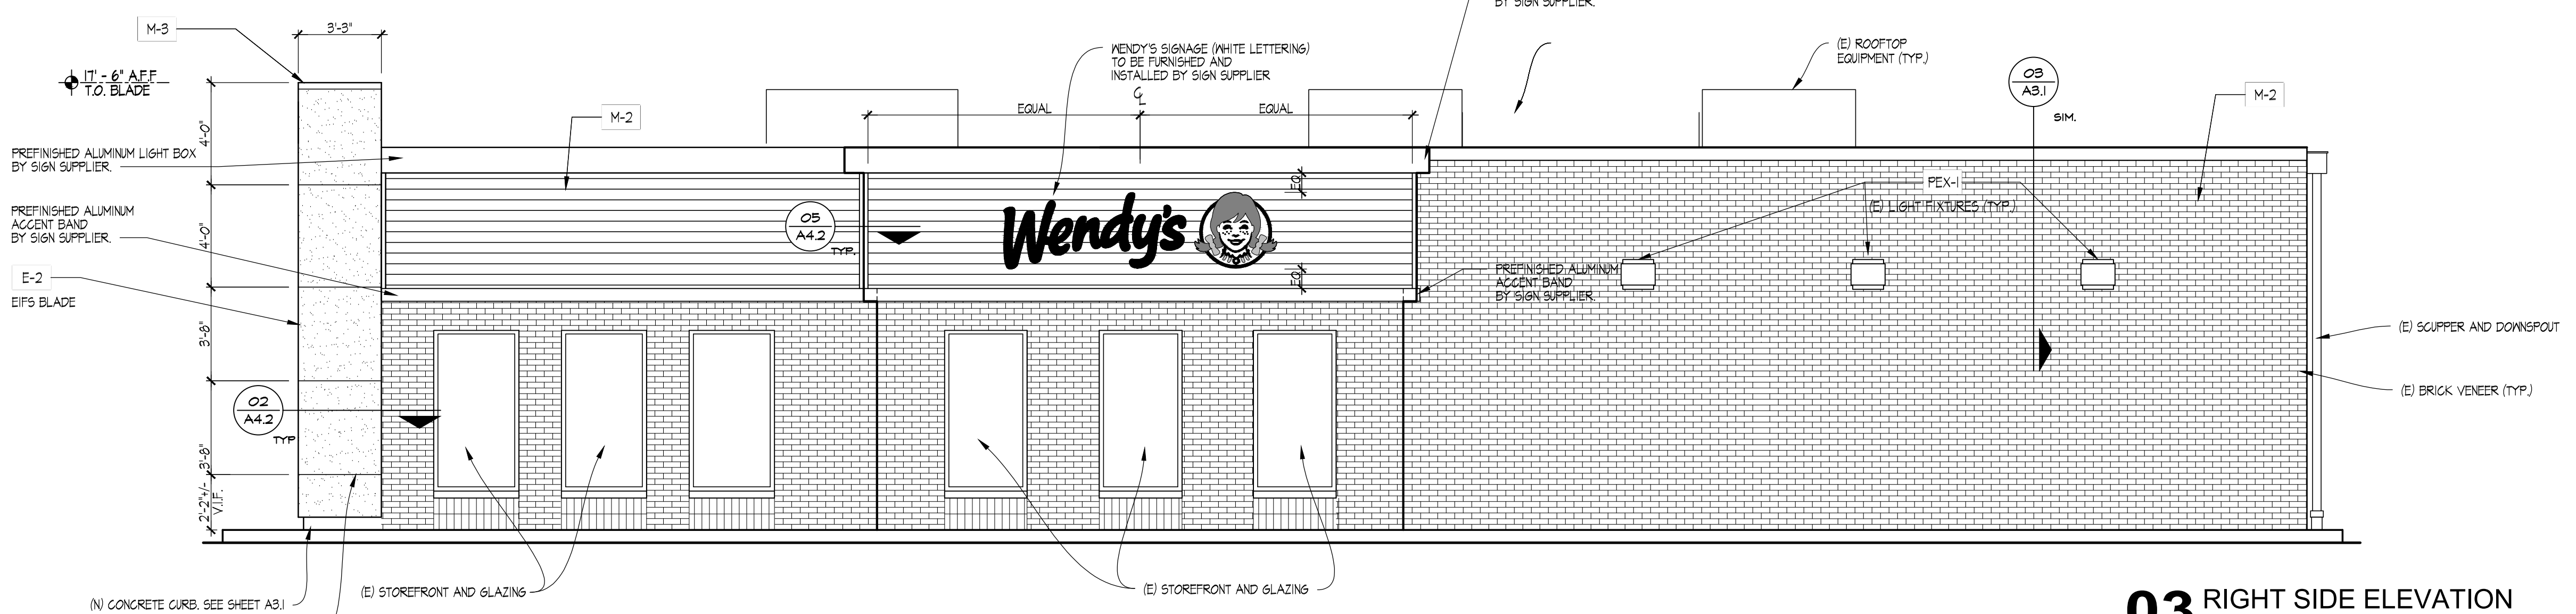 BY SIGN SUPPLIER.
M-3
3'-3"
17' - 6" A.F.F
T.O. BLADE
WENDY'S SIGNAGE (WHITE LETTERING)
TO BE FURNISHED AND
INSTALLED BY SIGN SUPPLIER
(E) ROOFTOP
EQUIPMENT (TYP.)
03
A3.1
SIM.
M-2
M-2
EQUAL
CL
EQUAL
4'-0"
PREFINISHED ALUMINUM LIGHT BOX
BY SIGN SUPPLIER.
PREFINISHED ALUMINUM
ACCENT BAND
BY SIGN SUPPLIER.
4'-0"
05
A4.2
TYP.
Wendy's
EQ
EQ
PEX-1
(E) LIGHT FIXTURES (TYP.)
PREFINISHED ALUMINUM
ACCENT BAND
BY SIGN SUPPLIER.
E-2
EIFS BLADE
3'-8"
(E) SCUPPER AND DOWNSPOUT
(E) BRICK VENEER (TYP.)
02
A4.2
TYP
3'-8"
2'-2"+/-
V.I.F.
(N) CONCRETE CURB. SEE SHEET A3.1
(E) STOREFRONT AND GLAZING
(E) STOREFRONT AND GLAZING
03 RIGHT SIDE ELEVATION